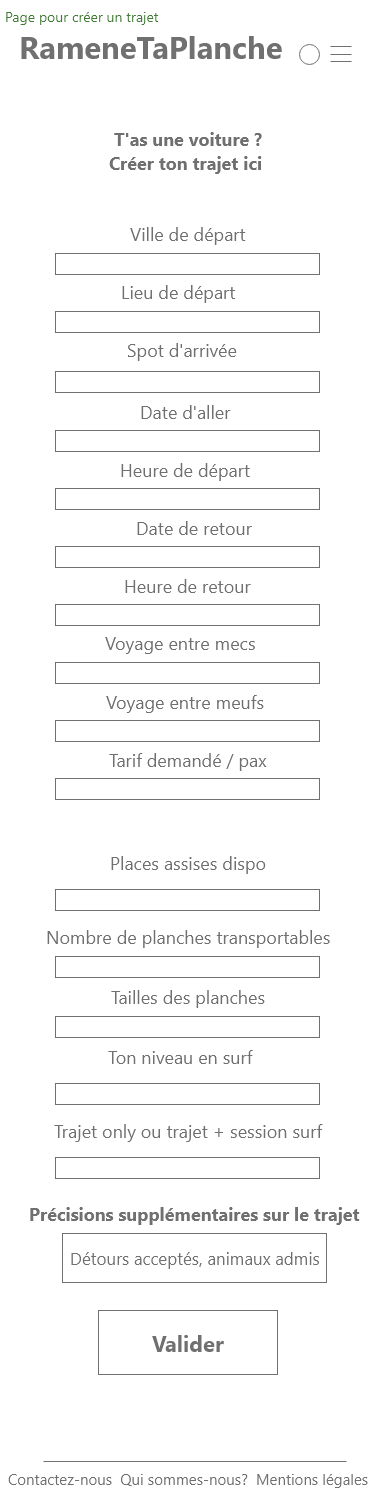 Page pour créer un trajet
RameneTaPlanche
T'as une voiture ?
Créer ton trajet ici
Ville de départ
Lieu de départ
Spot d'arrivée
Date d'aller
Heure de départ
Date de retour
Heure de retour
Voyage entre mecs
Voyage entre meufs
Tarif demandé / pax
Places assises dispo
Nombre de planches transportables
Tailles des planches
Ton niveau en surf
Trajet only ou trajet + session surf
Précisions supplémentaires sur le trajet
Détours acceptés, animaux admis
Valider
Contactez-nous Qui sommes-nous? Mentions légales